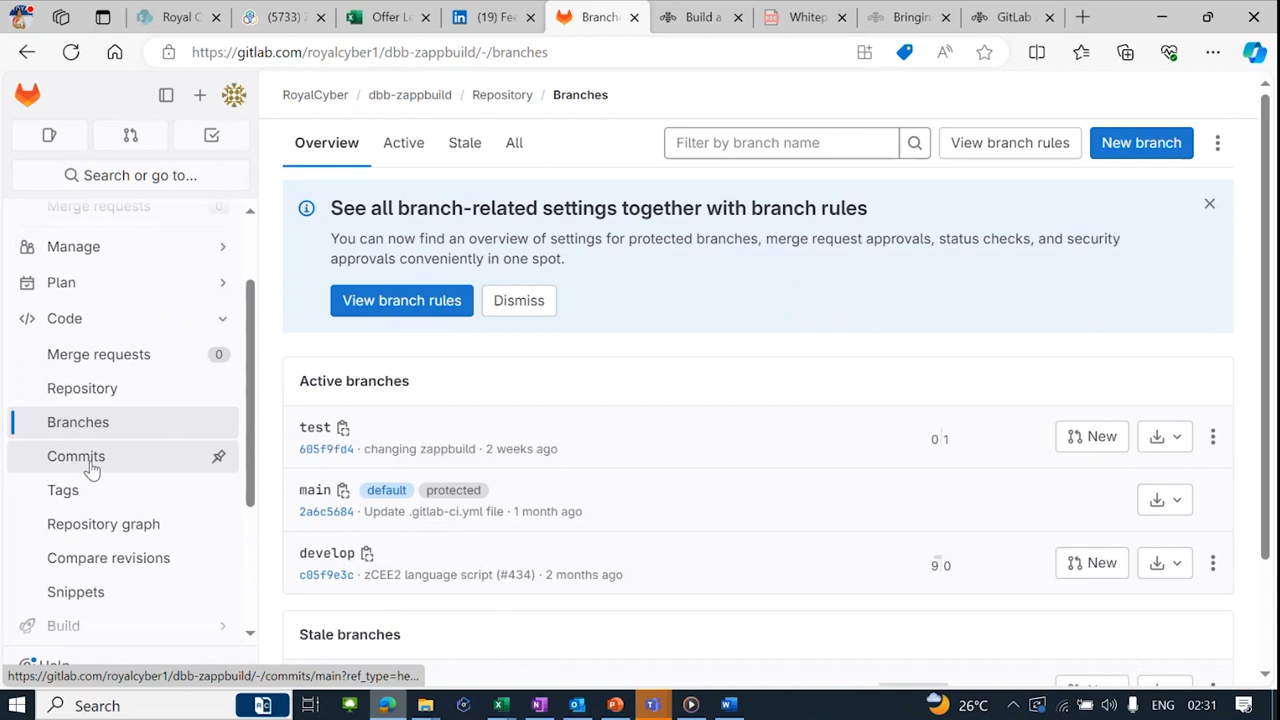 Royal C
(5733) Z
Offer Le
(19) Fee
Branche
Build a
Whitep
Bringin
GitLab
https://gitlab.com/royalcyber1/dbb-zappbuild/-/branches
RoyalCyber / dbb-zappbuild / Repository / Branches
Overview Active Stale All Filter by branch name View branch rules New branch
Search or go to...
Merge requests 0
Manage
Plan
Code
Merge requests 0
Repository
Branches
Commits
Tags
Repository graph
Compare revisions
Snippets
Build
Help
See all branch-related settings together with branch rules
You can now find an overview of settings for protected branches, merge request approvals, status checks, and security
approvals conveniently in one spot.
View branch rules Dismiss
Active branches
test
605f9fd4 · changing zappbuild · 2 weeks ago
0 1 New
main default protected
2a6c5684 · Update .gitlab-ci.yml file · 1 month ago
develop
c05f9e3c · zCEE2 language script (#434) · 2 months ago
9 0 New
Stale branches
https://gitlab.com/royalcyber1/dbb-zappbuild/-/commits/main?ref_type=he...
Search 26°C ENG 02:31